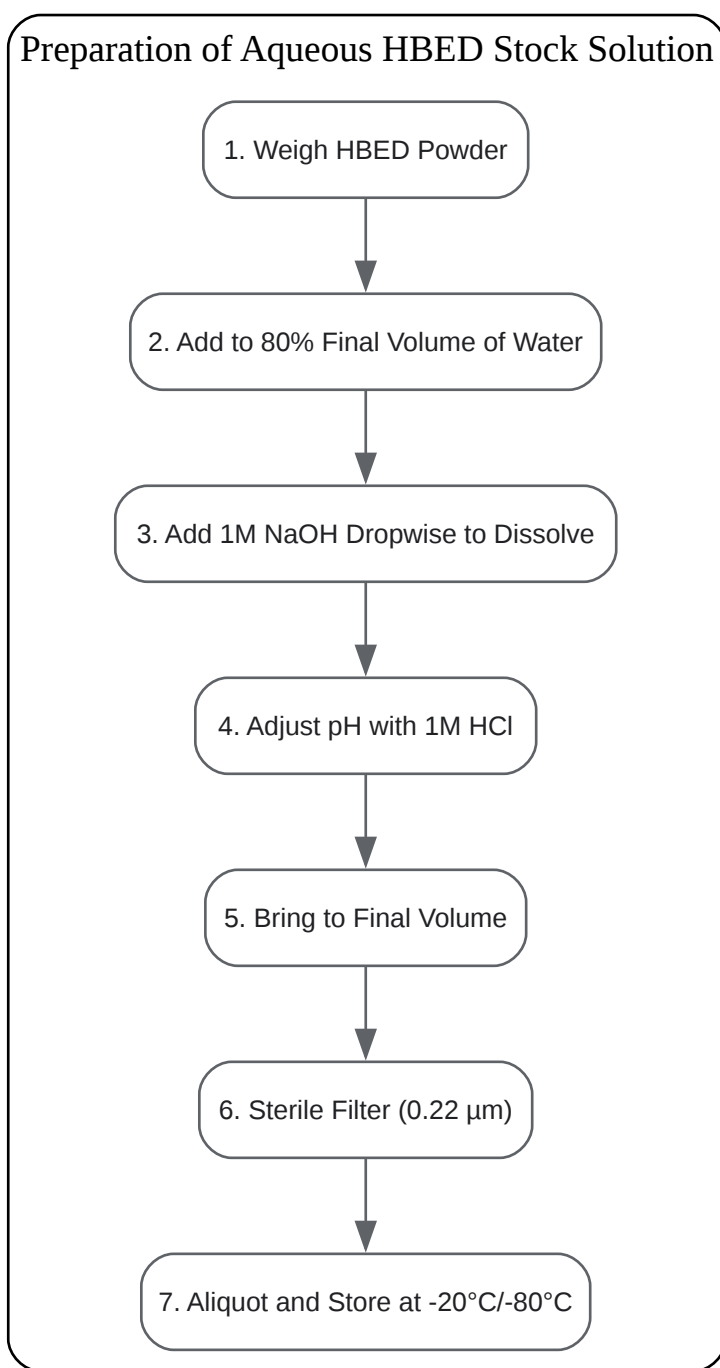 Preparation of Aqueous HBED Stock Solution
1. Weigh HBED Powder
2. Add to 80% Final Volume of Water
3. Add 1M NaOH Dropwise to Dissolve
4. Adjust pH with 1M HCl
5. Bring to Final Volume
6. Sterile Filter (0.22 µm)
7. Aliquot and Store at -20°C/-80°C